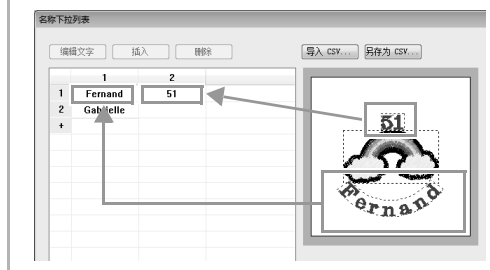 名称下拉列表
编辑文字 插入 删除 导入 CSV... 另存为 CSV...
1 2
1 Fernand 51
2 Gabrielle
+
51
Fernand